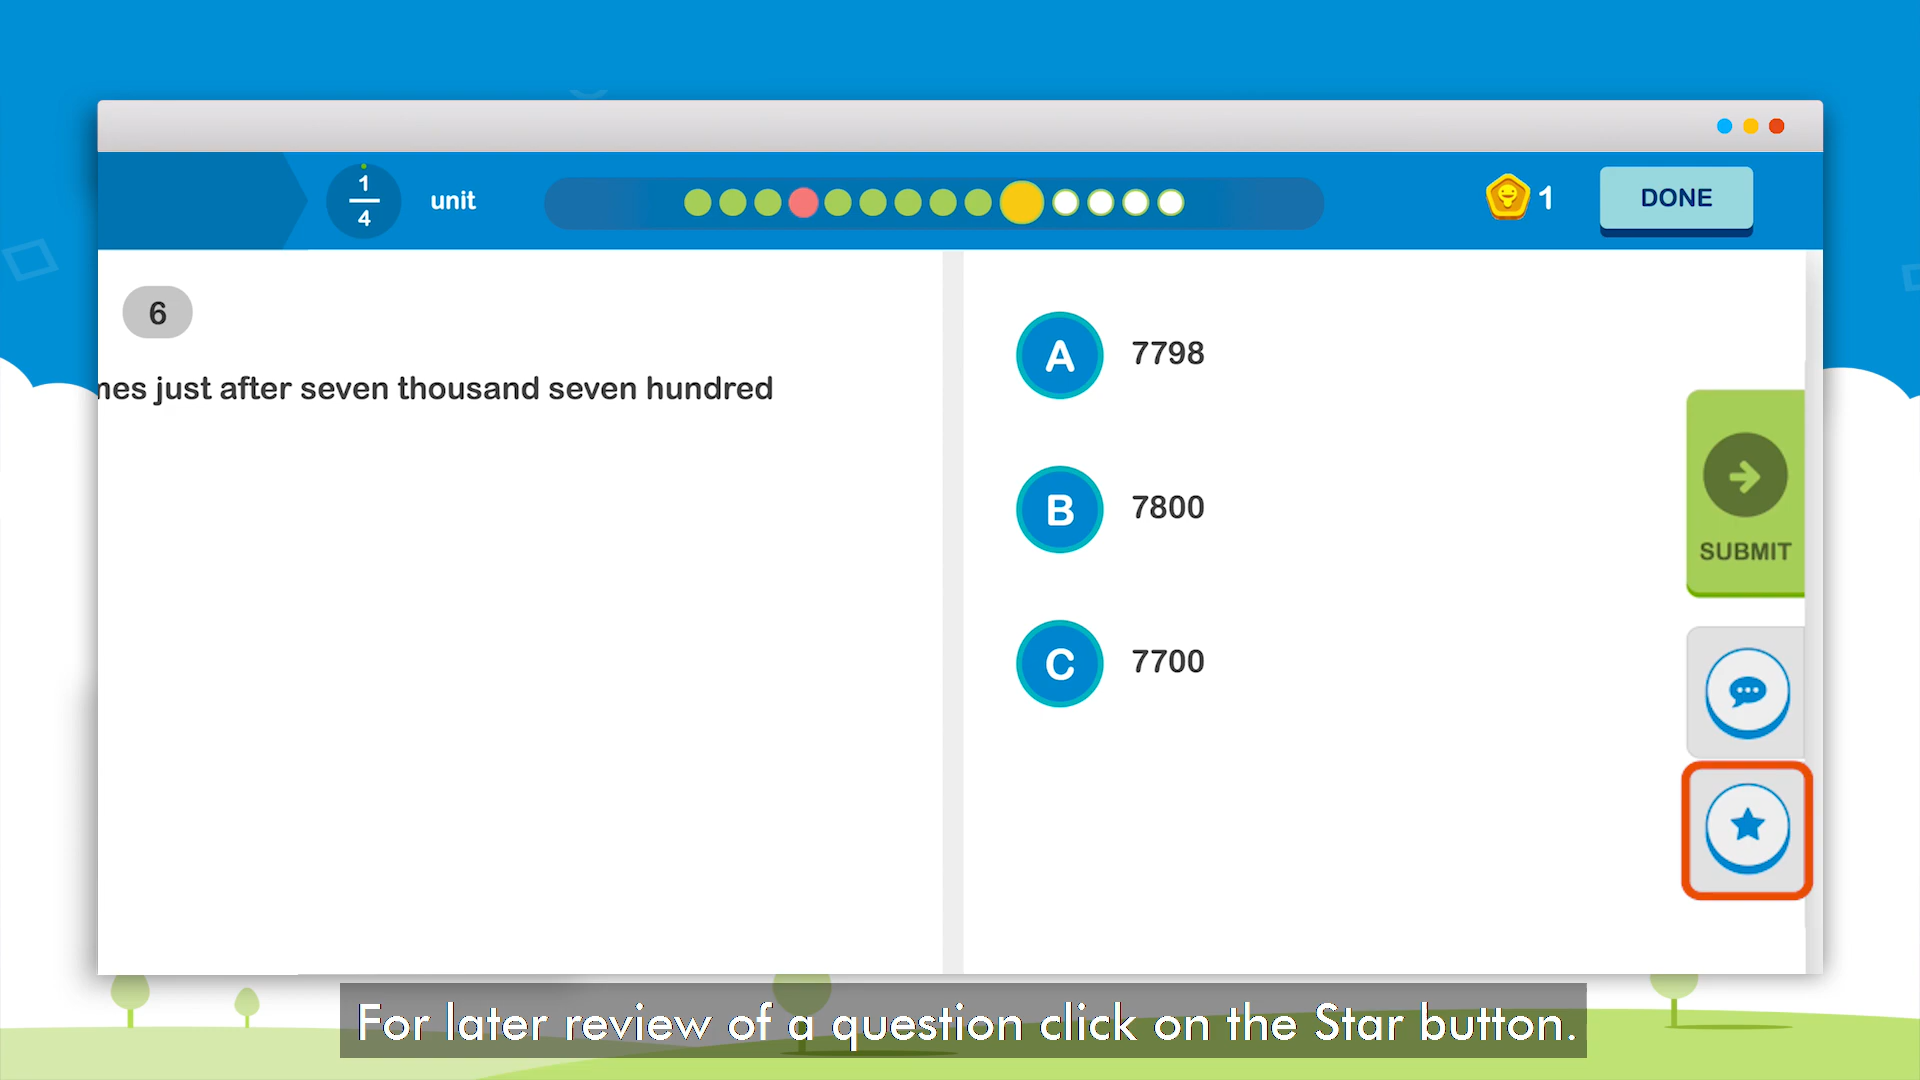 1
4
unit
1
DONE
6
just after seven thousand seven hundred
A
7798
B
7800
C
7700
SUBMIT
For later review of a question click on the Star button.